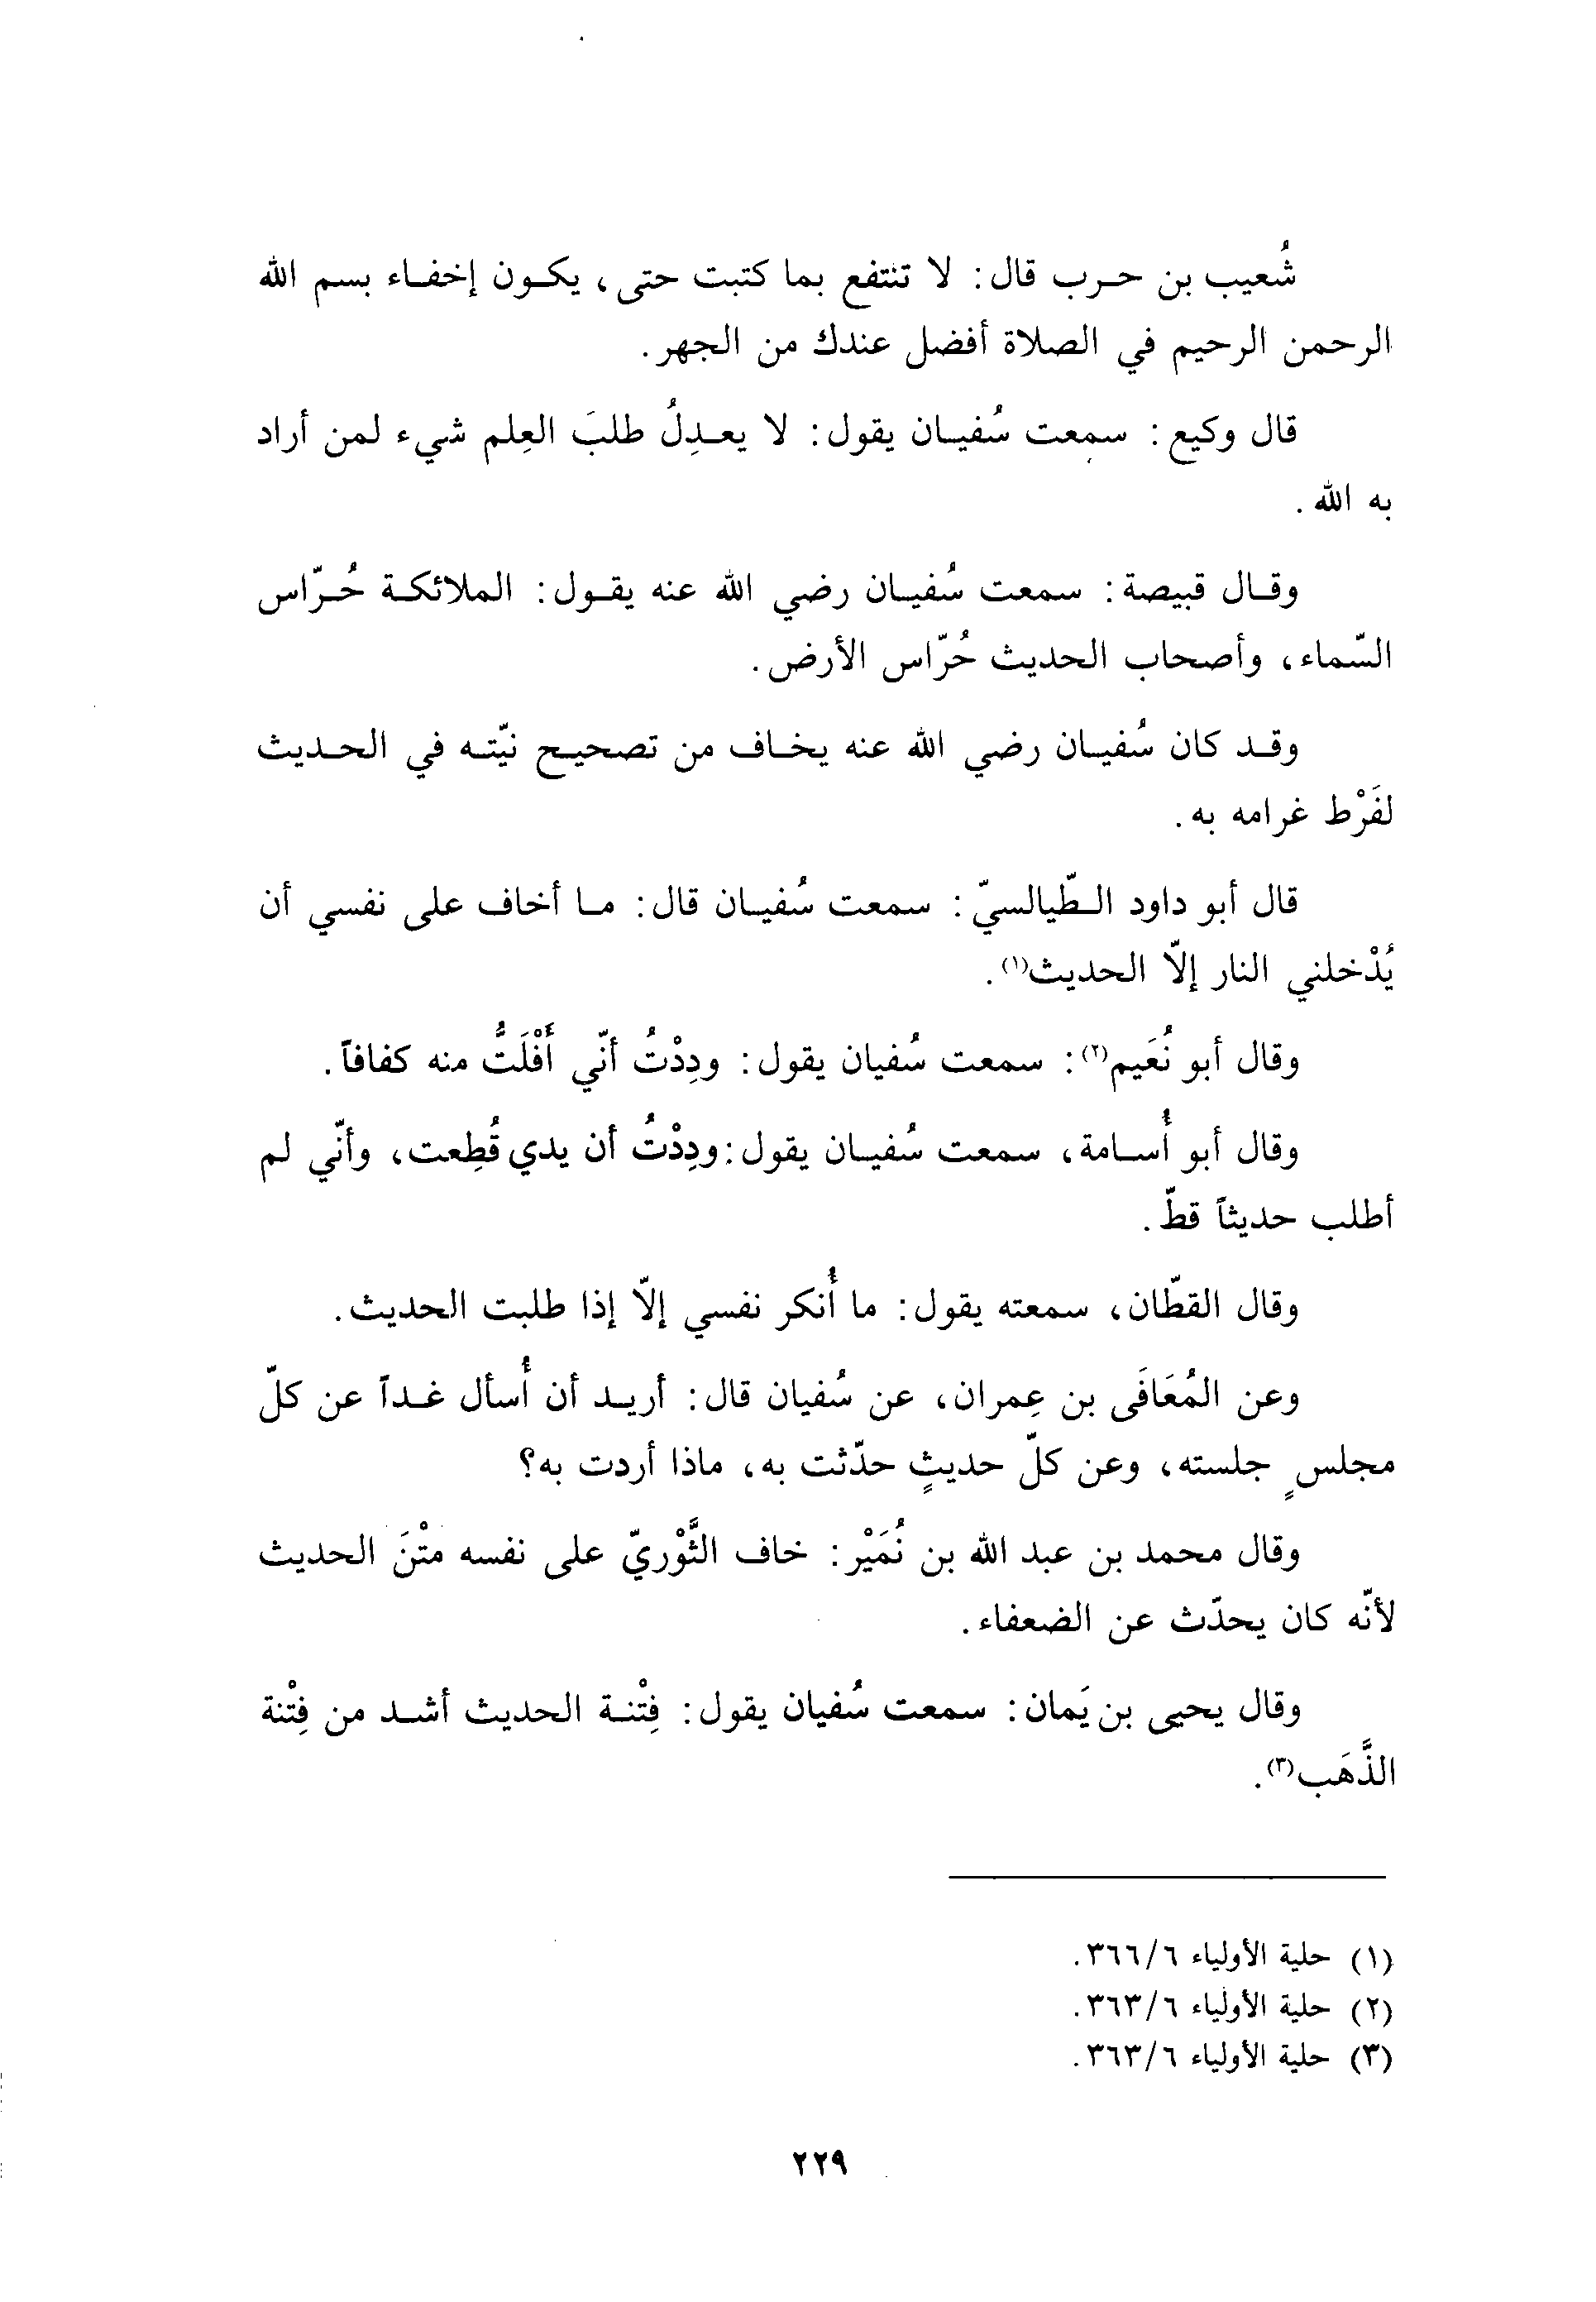 شُعيب بن حرب قال: لا تنتفع بما كتبت حتى، يكون إخفاء بسم الله
الرحمن الرحيم في الصلاة أفضل عندك من الجهر.
قال وكيع: سمعت سُفيان يقول: لا يعدِلُ طلبَ العِلم شيء لمن أراد
به الله.
وقال قبيصة: سمعت سُفيان رضي الله عنه يقول: الملائكة حُرّاس
السّماء، وأصحاب الحديث حُرّاس الأرض.
وقد كان سُفيان رضي الله عنه يخاف من تصحيح نيّته في الحديث
لفَرْط غرامه به.
قال أبو داود الطّيالسيّ: سمعت سُفيان قال: ما أخاف على نفسي أن
يُدْخلني النار إلّا الحديث(١).
وقال أبو نُعَيم(٢): سمعت سُفيان يقول: ودِدْتُ أنّي أَفْلَتُّ منه كفافاً.
وقال أبو أُسامة، سمعت سُفيان يقول: ودِدْتُ أن يدي قُطِعت، وأنّي لم
أطلب حديثاً قطّ.
وقال القطّان، سمعته يقول: ما أُنكر نفسي إلّا إذا طلبت الحديث.
وعن المُعَافَى بن عِمران، عن سُفيان قال: أريد أن أُسأل غداً عن كلّ
مجلسٍ جلسته، وعن كلّ حديثٍ حدّثت به، ماذا أردت به؟
وقال محمد بن عبد الله بن نُمَيْر: خاف الثَّوْريّ على نفسه متْنَ الحديث
لأنّه كان يحدّث عن الضعفاء.
وقال يحيى بن يَمان: سمعت سُفيان يقول: فِتْنة الحديث أشد من فِتْنة
الذَّهَب(٣).
(١) حلية الأولياء ٦/ ٣٦٦.
(٢) حلية الأولياء ٦/ ٣٦٣.
(٣) حلية الأولياء ٦/ ٣٦٣.
٢٢٩